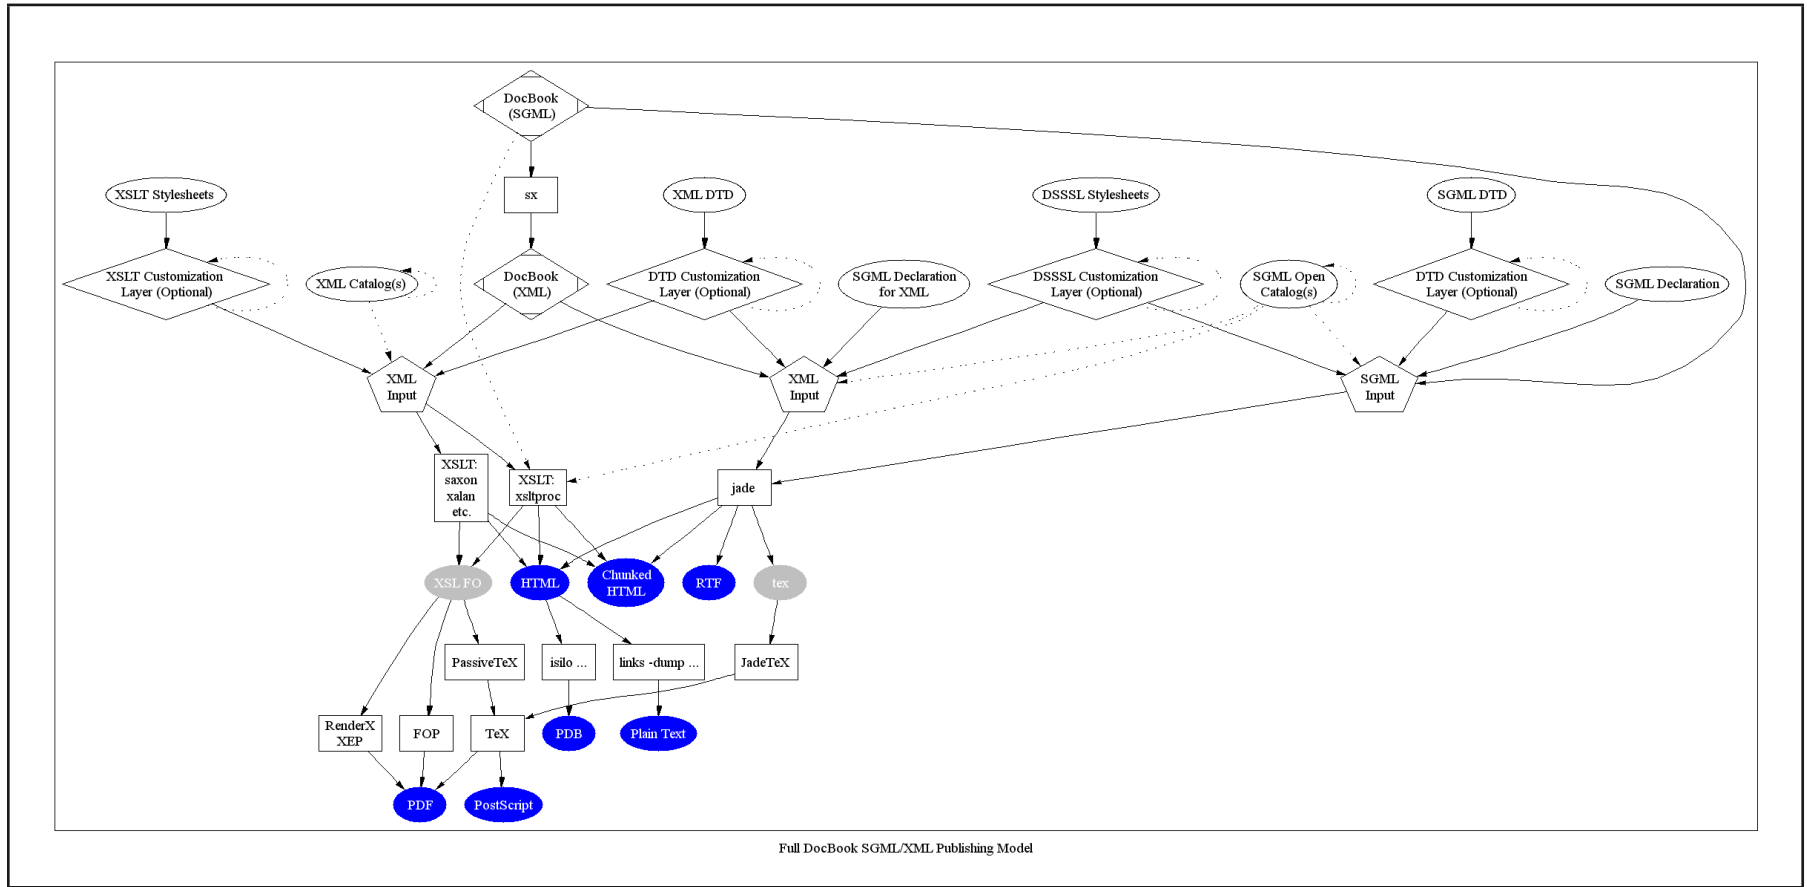 DocBook
(SGML)
XSLT Stylesheets
sx
XML DTD
DSSSL Stylesheets
SGML DTD
XSLT Customization
Layer (Optional)
XML Catalog(s)
DocBook
(XML)
DTD Customization
Layer (Optional)
SGML Declaration
for XML
DSSSL Customization
Layer (Optional)
SGML Open
Catalog(s)
DTD Customization
Layer (Optional)
SGML Declaration
XML
Input
XML
Input
SGML
Input
XSLT:
saxon
xalan
etc.
XSLT:
xsltproc
jade
XSL FO
HTML
Chunked
HTML
RTF
tex
PassiveTeX
isilo ...
links -dump ...
JadeTeX
RenderX
XEP
FOP
TeX
PDB
Plain Text
PDF
PostScript
Full DocBook SGML/XML Publishing Model